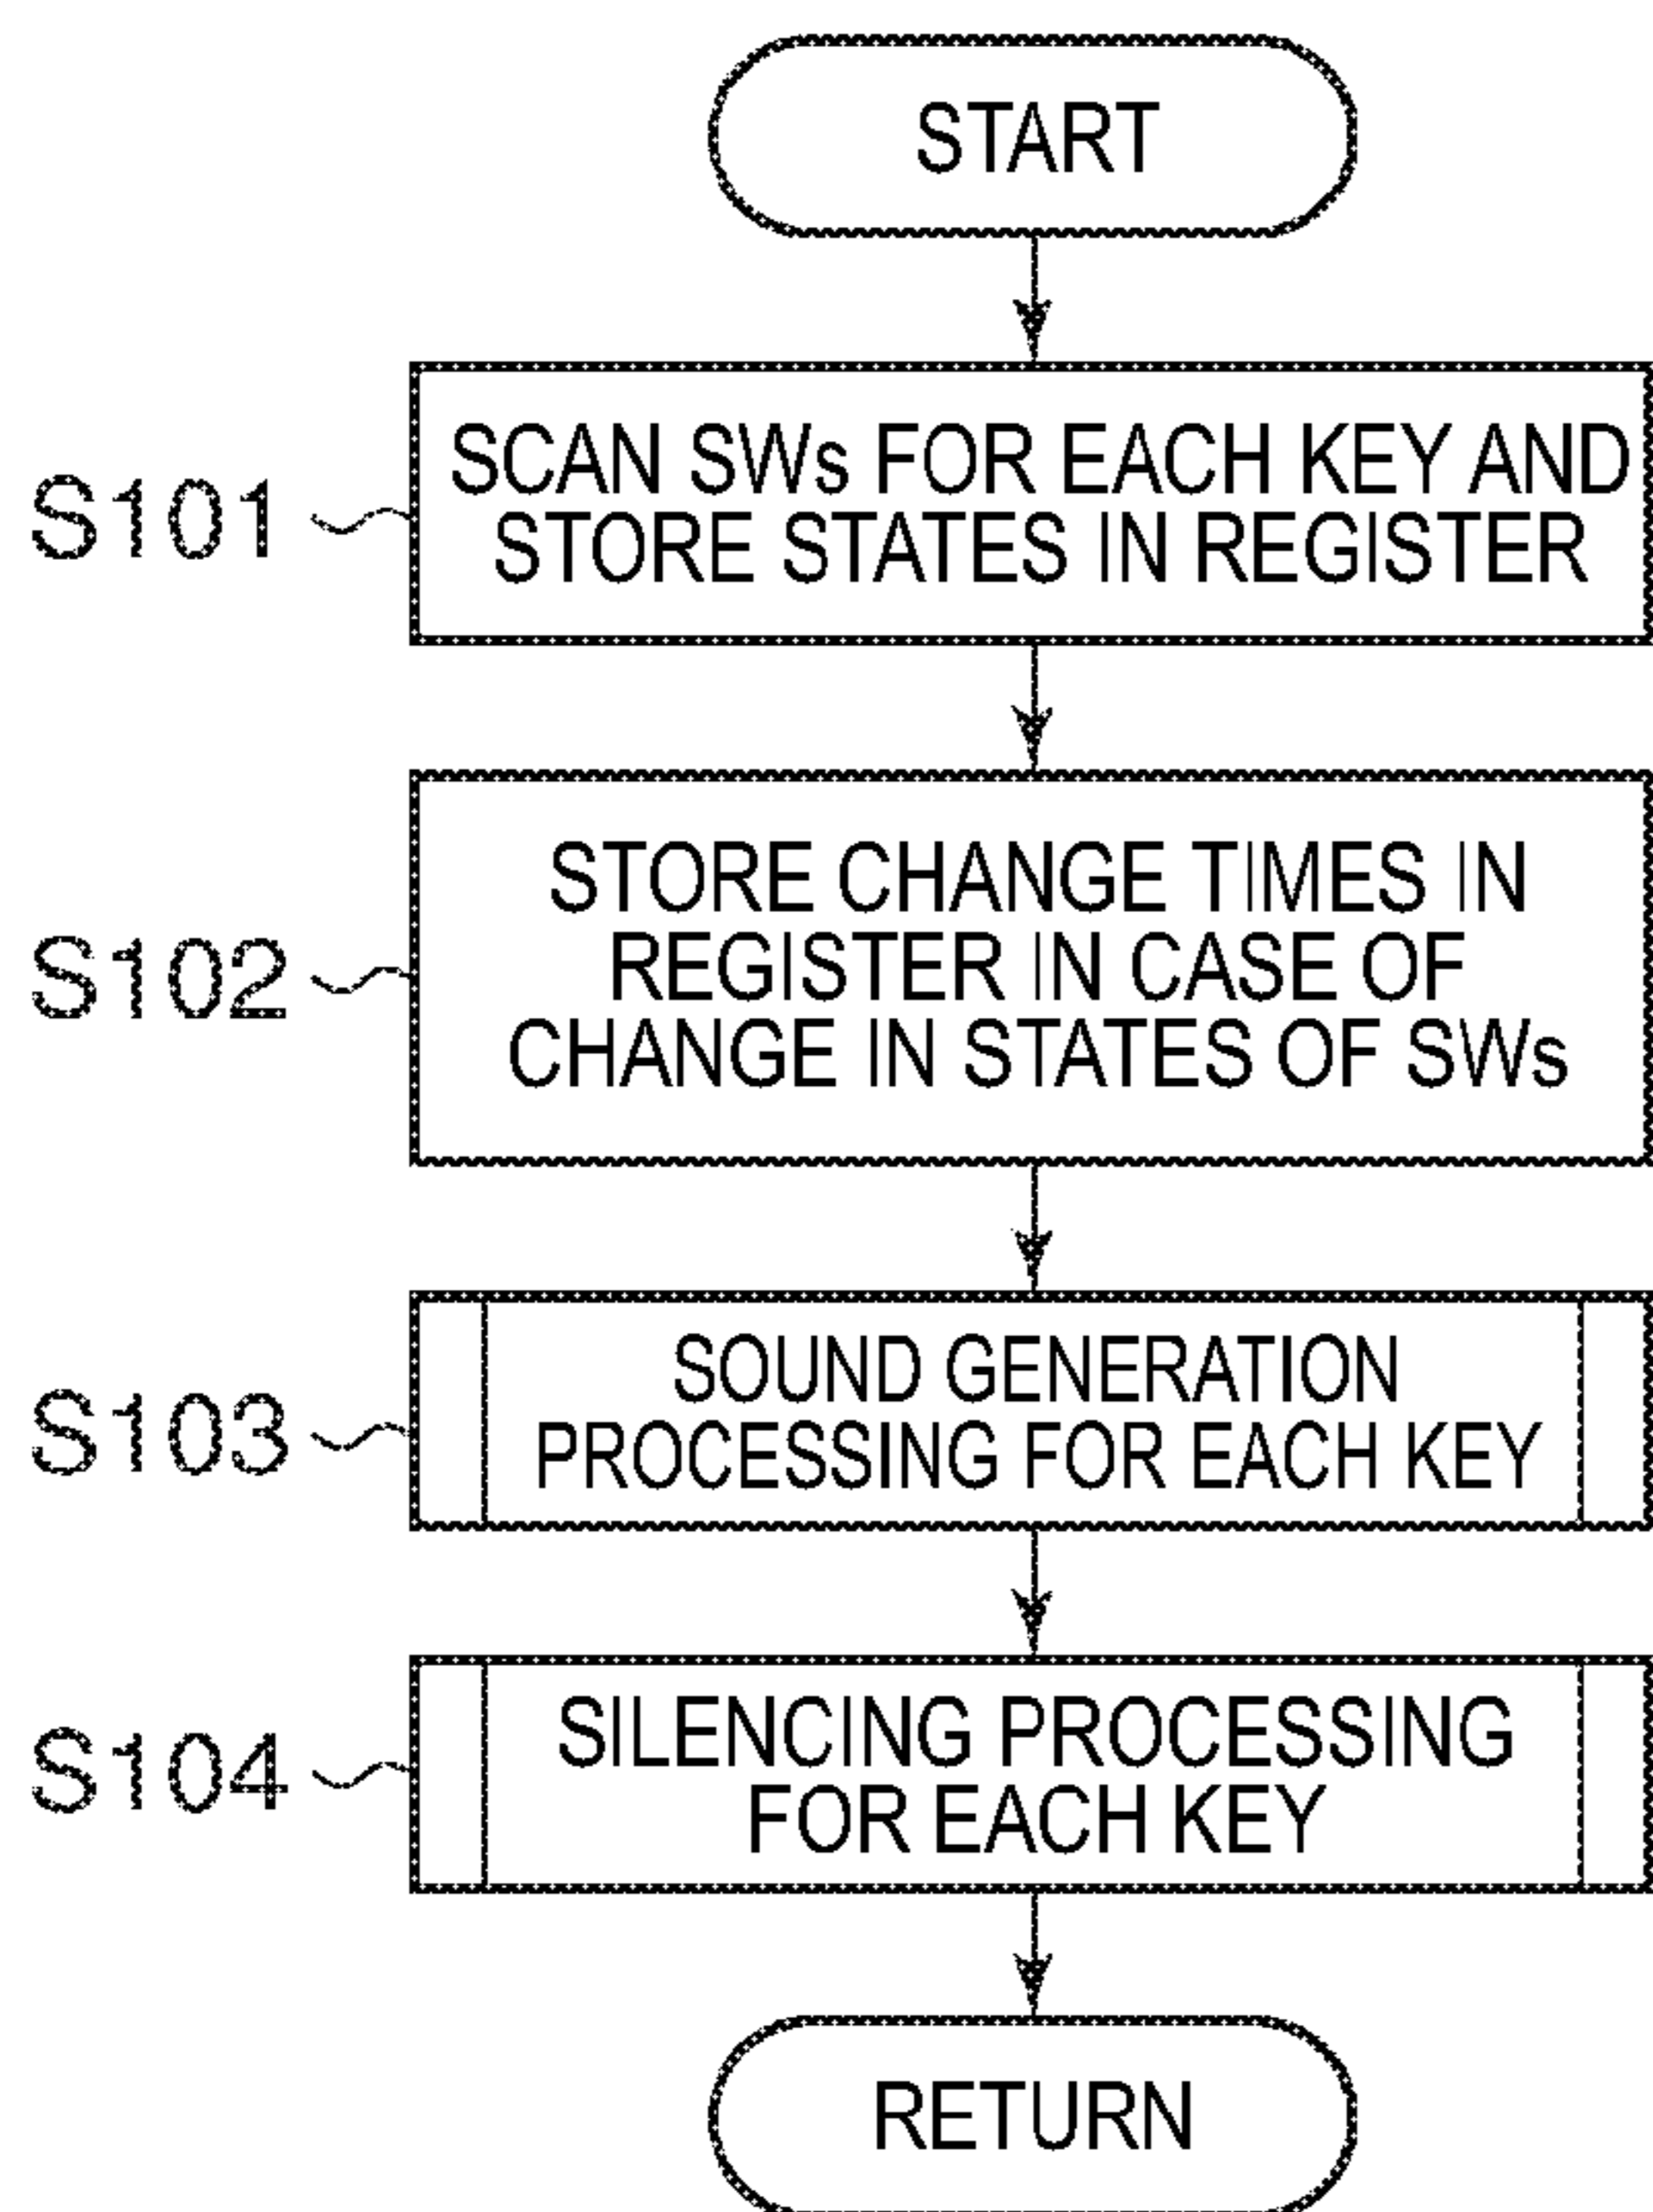 START
S101
SCAN SWs FOR EACH KEY AND
STORE STATES IN REGISTER
S102
STORE CHANGE TIMES IN
REGISTER IN CASE OF
CHANGE IN STATES OF SWs
S103
SOUND GENERATION
PROCESSING FOR EACH KEY
S104
SILENCING PROCESSING
FOR EACH KEY
RETURN